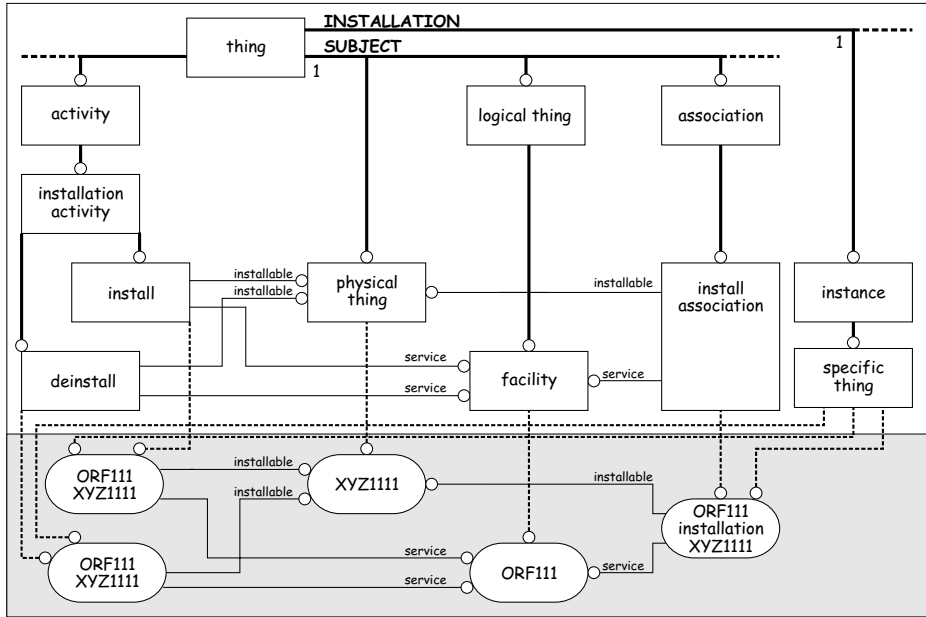 INSTALLATION
thing
SUBJECT
1
1
activity
logical thing
association
installation
activity
install
installable
installable
physical
thing
installable
install
association
instance
deinstall
service
service
facility
service
specific
thing
ORF111
XYZ1111
installable
installable
XYZ1111
installable
ORF111
installation
XYZ1111
ORF111
XYZ1111
service
service
ORF111
service